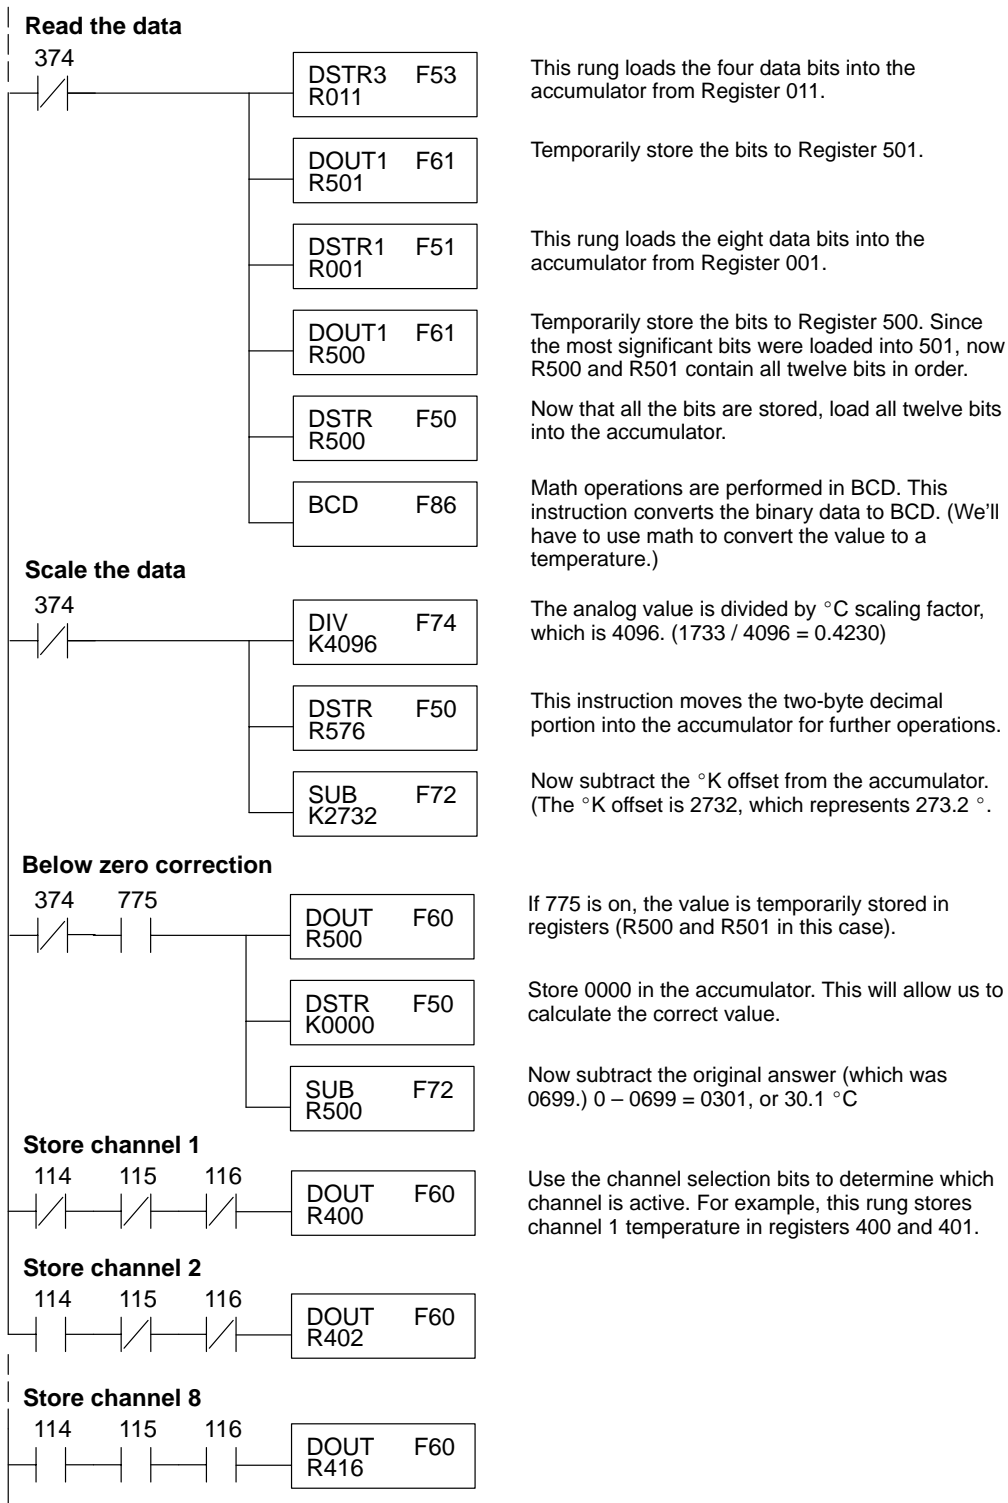 Read the data
374
DSTR3 F53
R011
This rung loads the four data bits into the
accumulator from Register 011.
DOUT1 F61
R501
Temporarily store the bits to Register 501.
DSTR1 F51
R001
This rung loads the eight data bits into the
accumulator from Register 001.
DOUT1 F61
R500
Temporarily store the bits to Register 500. Since
the most significant bits were loaded into 501, now
R500 and R501 contain all twelve bits in order.
DSTR F50
R500
Now that all the bits are stored, load all twelve bits
into the accumulator.
BCD F86
Math operations are performed in BCD. This
instruction converts the binary data to BCD. (We’ll
have to use math to convert the value to a
temperature.)
Scale the data
374
DIV F74
K4096
The analog value is divided by °C scaling factor,
which is 4096. (1733 / 4096 = 0.4230)
DSTR F50
R576
This instruction moves the two-byte decimal
portion into the accumulator for further operations.
SUB F72
K2732
Now subtract the °K offset from the accumulator.
(The °K offset is 2732, which represents 273.2 °.
Below zero correction
374 775
DOUT F60
R500
If 775 is on, the value is temporarily stored in
registers (R500 and R501 in this case).
DSTR F50
K0000
Store 0000 in the accumulator. This will allow us to
calculate the correct value.
SUB F72
R500
Now subtract the original answer (which was
0699.) 0 – 0699 = 0301, or 30.1 °C
Store channel 1
114 115 116
DOUT F60
R400
Use the channel selection bits to determine which
channel is active. For example, this rung stores
channel 1 temperature in registers 400 and 401.
Store channel 2
114 115 116
DOUT F60
R402
Store channel 8
114 115 116
DOUT F60
R416